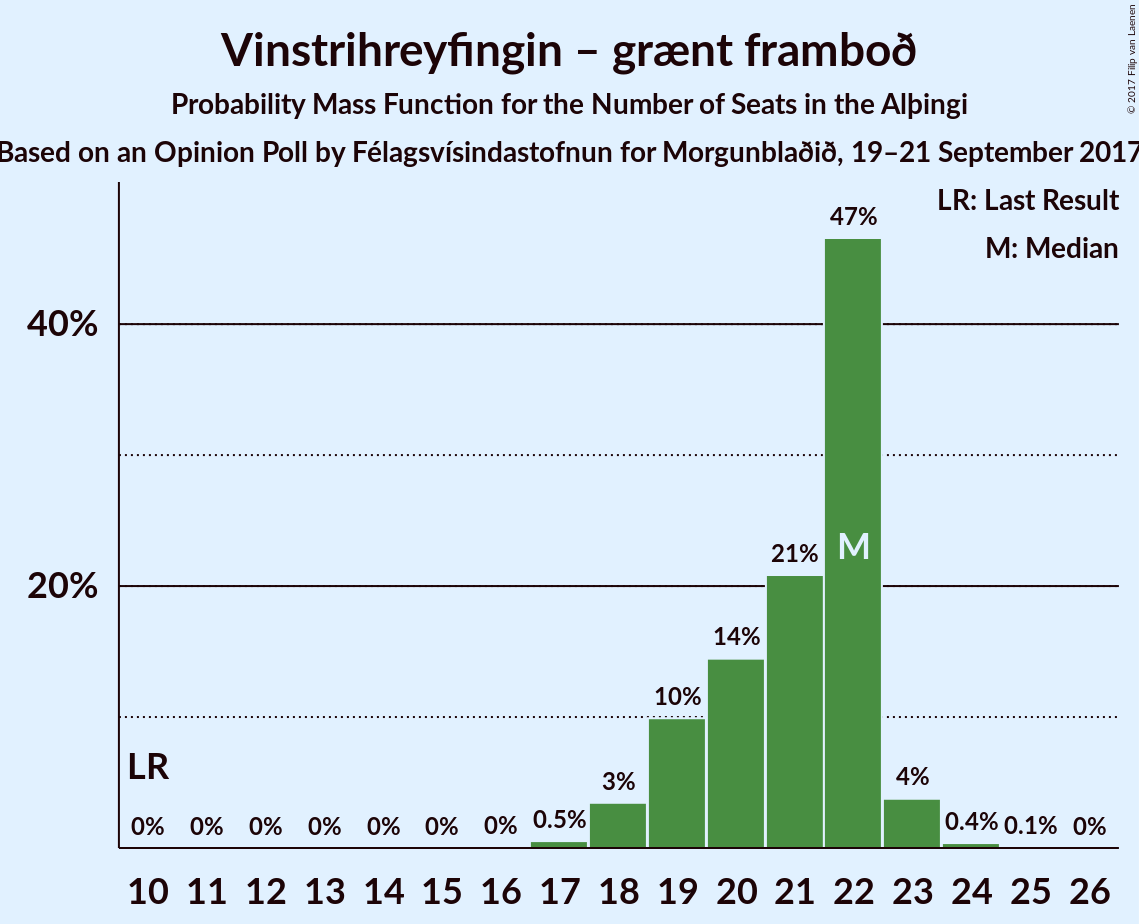 Vinstrihreyfingin – grænt framboð
Probability Mass Function for the Number of Seats in the Alþingi
Based on an Opinion Poll by Félagsvísindastofnun for Morgunblaðið, 19–21 September 2017
© 2017 Filip van Laenen
LR: Last Result
M: Median
47%
40%
M
21%
20%
14%
10%
LR
3%
4%
0% 0% 0% 0% 0% 0% 0% 0.5% 0.4% 0.1% 0%
10 11 12 13 14 15 16 17 18 19 20 21 22 23 24 25 26